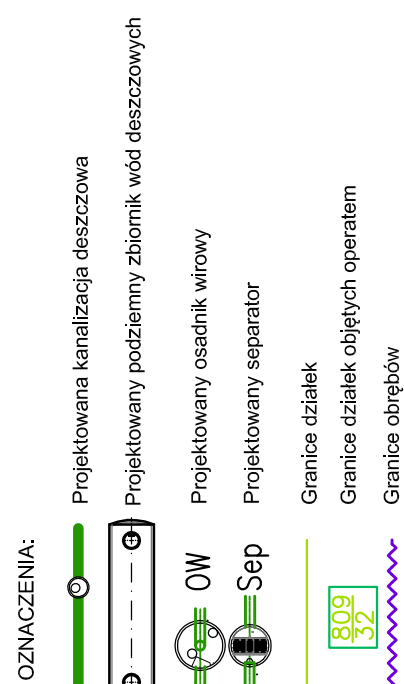 OZNACZENIA:
Projektowana kanalizacja deszczowa
Projektowany podziemny zbiornik wód deszczowych
OW
Projektowany osadnik wirowy
Sep
Projektowany separator
Granice działek
809
32
Granice działek objętych operatem
Granice obrębów